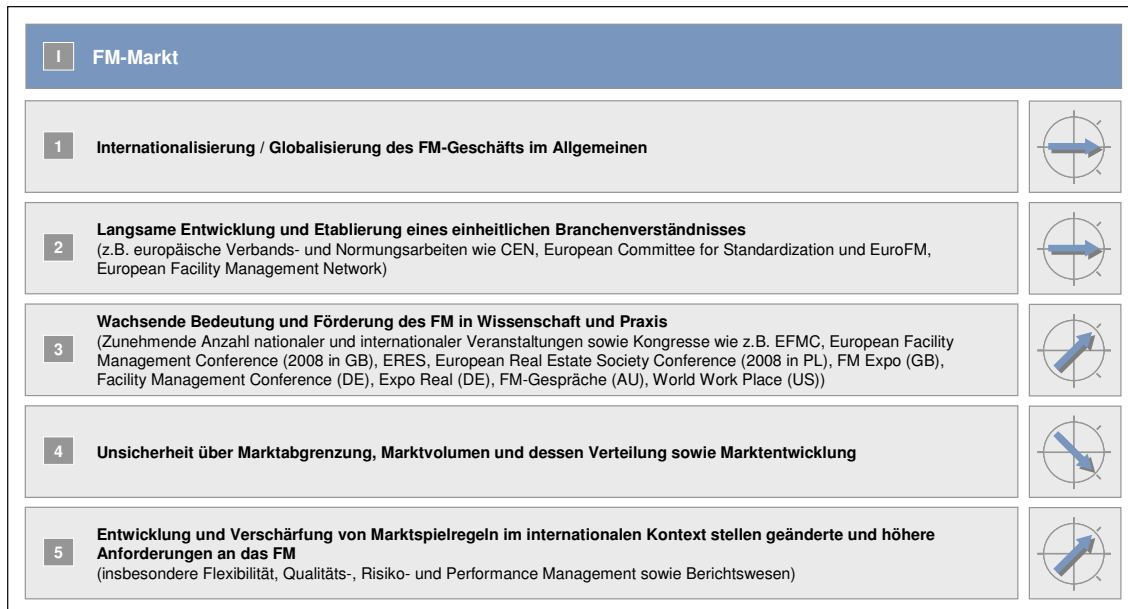 I FM-Markt
1 Internationalisierung / Globalisierung des FM-Geschäfts im Allgemeinen
Langsame Entwicklung und Etablierung eines einheitlichen Branchenverständnisses
2 (z.B. europäische Verbands- und Normungsarbeiten wie CEN, European Committee for Standardization und EuroFM,
European Facility Management Network)
Wachsende Bedeutung und Förderung des FM in Wissenschaft und Praxis
3 (Zunehmende Anzahl nationaler und internationaler Veranstaltungen sowie Kongresse wie z.B. EFMC, European Facility
Management Conference (2008 in GB), ERES, European Real Estate Society Conference (2008 in PL), FM Expo (GB),
Facility Management Conference (DE), Expo Real (DE), FM-Gespräche (AU), World Work Place (US))
4 Unsicherheit über Marktabgrenzung, Marktvolumen und dessen Verteilung sowie Marktentwicklung
Entwicklung und Verschärfung von Marktspielregeln im internationalen Kontext stellen geänderte und höhere
5 Anforderungen an das FM
(insbesondere Flexibilität, Qualitäts-, Risiko- und Performance Management sowie Berichtswesen)